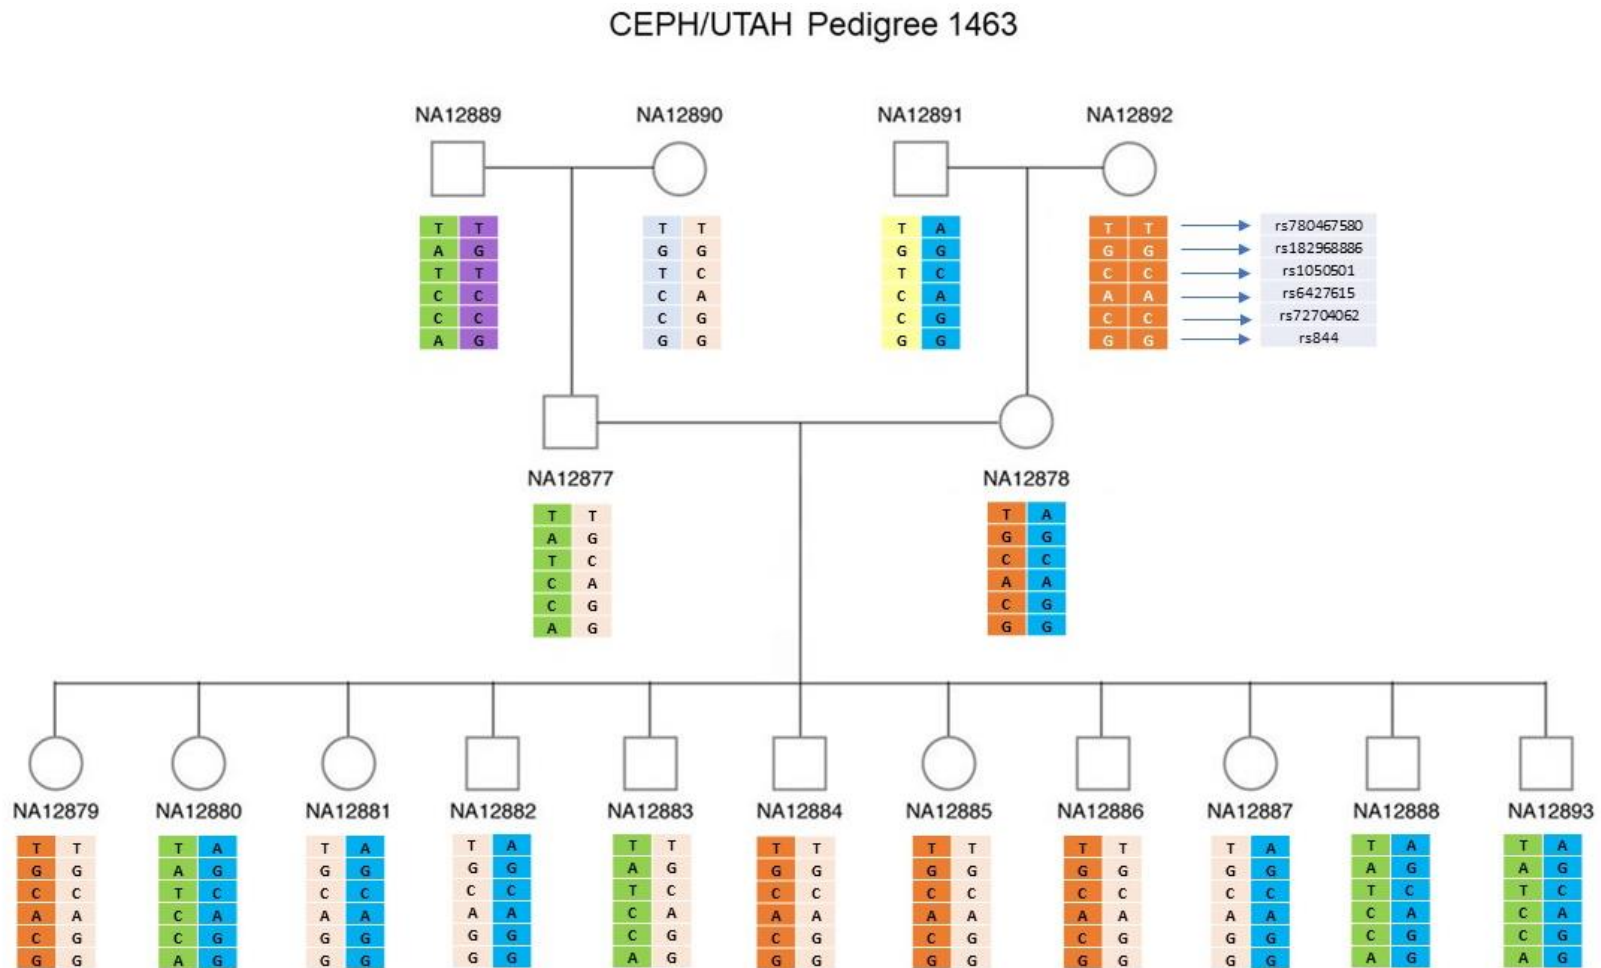 CEPH/UTAH Pedigree 1463
NA12889 NA12890 NA12891 NA12892
T T T T T A T T rs780467580
A G G G G G G G rs182968886
T T T C T C C C rs1050501
C C C A C A A A rs6427615
C C C G C G C C rs72704062
A G G G G G G G rs844
NA12877 NA12878
T T T A
A G G G
T C C C
C A A A
C G C G
A G G G
NA12879 NA12880 NA12881 NA12882 NA12883 NA12884 NA12885 NA12886 NA12887 NA12888 NA12893
T T T A T A T A T T T T T T T T T A T A T A
G G A G G G G G A G G G G G G G G G A G A G
C C T C C C C C T C C C C C C C C C T C T C
A A C A A A A A C A A A A A A A A A C A C A
C G C G G G G G C G C G C G C G G G C G C G
G G A G G G G G A G G G G G G G G G A G A G